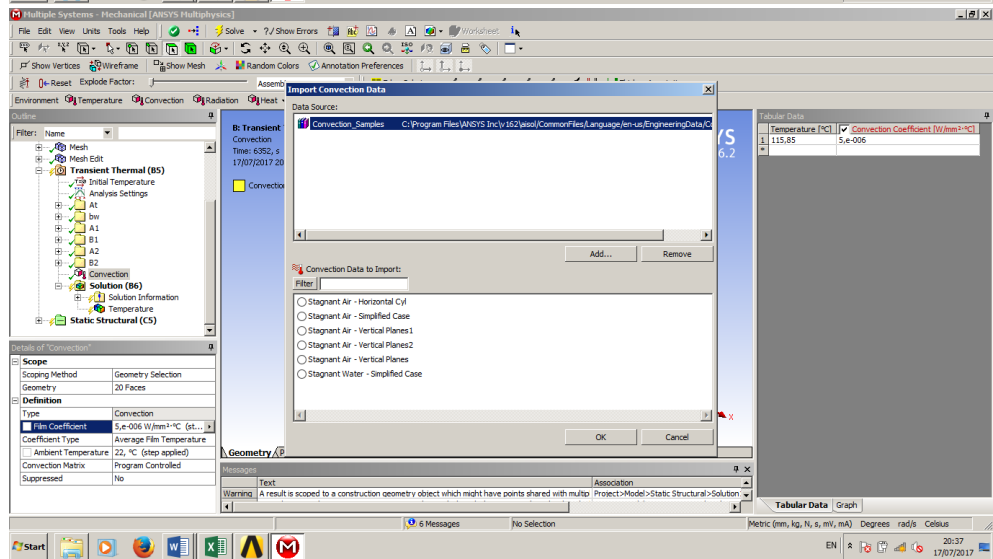 Multiple Systems - Mechanical [ANSYS Multiphysics]
File Edit View Units Tools Help Solve ?/ Show Errors Worksheet
Show Vertices Wireframe Show Mesh Random Colors Annotation Preferences
Reset Explode Factor: Assemb
Environment Temperature Convection Radiation Heat
Outline
Filter: Name
Mesh
Mesh Edit
Transient Thermal (B5)
Initial Temperature
Analysis Settings
At
bw
A1
B1
A2
B2
Convection
Solution (B6)
Solution Information
Temperature
Static Structural (C5)
Details of "Convection"
Scope
Scoping Method Geometry Selection
Geometry 20 Faces
Definition
Type Convection
Film Coefficient 5,e-006 W/mm²·°C (st...
Coefficient Type Average Film Temperature
Ambient Temperature 22, °C (step applied)
Convection Matrix Program Controlled
Suppressed No
B: Transient
Convection
Time: 6352, s
17/07/2017 20
Convection
YS
6.2
X
Geometry
Import Convection Data
Data Source:
Convection_Samples C:\Program Files\ANSYS Inc\v162\aisol\CommonFiles\Language\en-us\EngineeringData\Co
Add... Remove
Convection Data to Import:
Filter
Stagnant Air - Horizontal Cyl
Stagnant Air - Simplified Case
Stagnant Air - Vertical Planes1
Stagnant Air - Vertical Planes2
Stagnant Air - Vertical Planes
Stagnant Water - Simplified Case
OK Cancel
Tabular Data
Temperature [°C] Convection Coefficient [W/mm²·°C]
1 115,85 5,e-006
*
Messages
Text Association
Warning A result is scoped to a construction geometry object which might have points shared with multip Project>Model>Static Structural>Solution
Tabular Data Graph
6 Messages No Selection Metric (mm, kg, N, s, mV, mA) Degrees rad/s Celsius
Start EN 20:37
17/07/2017